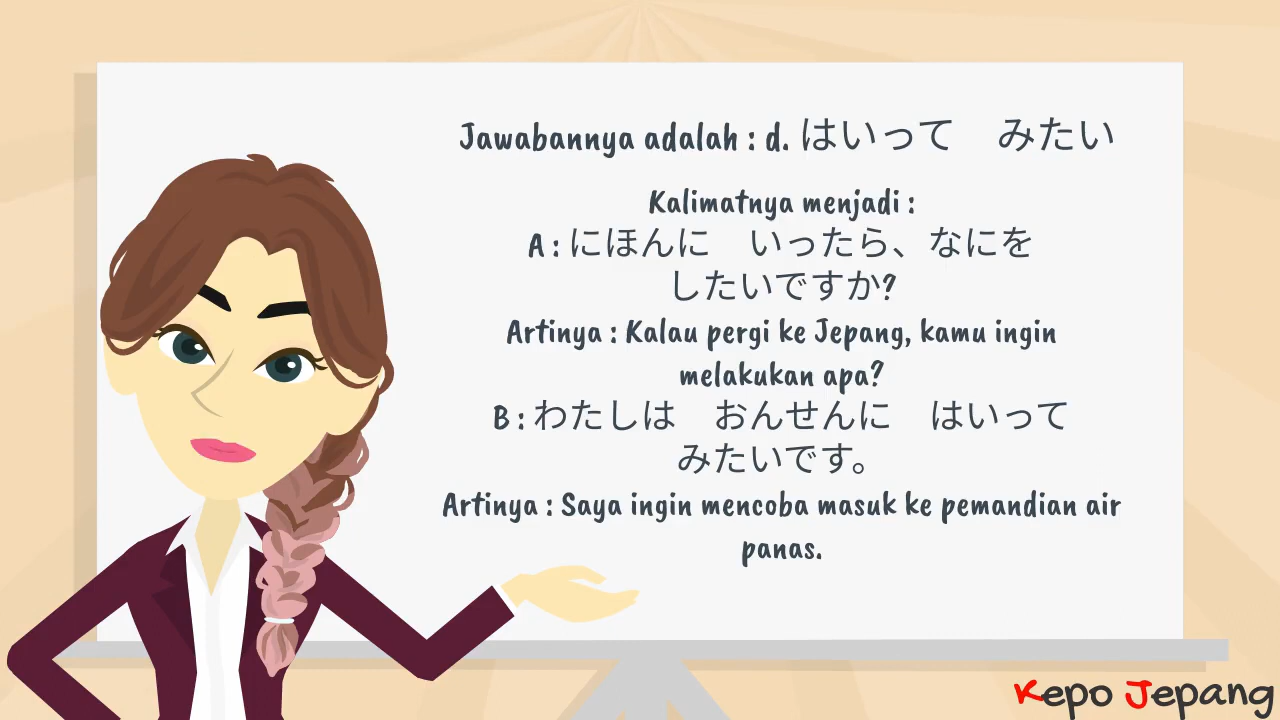 Jawabannya adalah : d. はいって　みたい
Kalimatnya menjadi :
A : にほんに　いったら、なにを
したいですか?
Artinya : Kalau pergi ke Jepang, kamu ingin
melakukan apa?
B : わたしは　おんせんに　はいって
みたいです。
Artinya : Saya ingin mencoba masuk ke pemandian air
panas.
Kepo Jepang